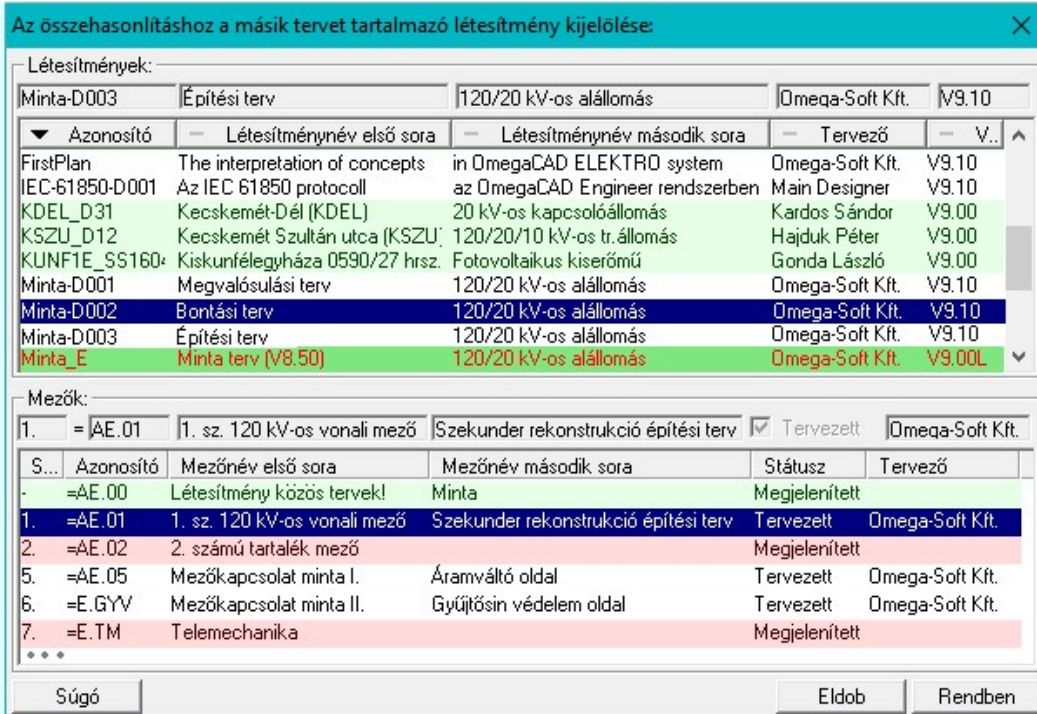 Az összehasonlításhoz a másik tervet tartalmazó létesítmény kijelölése:
Létesítmények:
Minta-D003 Építési terv 120/20 kV-os alállomás Omega-Soft Kft. V9.10
Azonosító Létesítménynév első sora Létesítménynév második sora Tervező V..
FirstPlan The interpretation of concepts in OmegaCAD ELEKTRO system Omega-Soft Kft. V9.10
IEC-61850-D001 Az IEC 61850 protocoll az OmegaCAD Engineer rendszerben Main Designer V9.10
KDEL_D31 Kecskemét-Dél (KDEL) 20 kV-os kapcsolóállomás Kardos Sándor V9.00
KSZU_D12 Kecskemét Szultán utca (KSZU) 120/20/10 kV-os tr.állomás Hajduk Péter V9.00
KUNF1E_SS1604 Kiskunfélegyháza 0590/27 hrsz. Fotovoltaikus kiserőmű Gonda László V9.00
Minta-D001 Megvalósulási terv 120/20 kV-os alállomás Omega-Soft Kft. V9.10
Minta-D002 Bontási terv 120/20 kV-os alállomás Omega-Soft Kft. V9.10
Minta-D003 Építési terv 120/20 kV-os alállomás Omega-Soft Kft. V9.10
Minta_E Minta terv (V8.50) 120/20 kV-os alállomás Omega-Soft Kft. V9.00L
Mezők:
1. = AE.01 1. sz. 120 kV-os vonali mező Szekunder rekonstrukció építési terv Tervezett Omega-Soft Kft.
S... Azonosító Mezőnév első sora Mezőnév második sora Státusz Tervező
- =AE.00 Létesítmény közös tervek! Minta Megjelenített
1. =AE.01 1. sz. 120 kV-os vonali mező Szekunder rekonstrukció építési terv Tervezett Omega-Soft Kft.
2. =AE.02 2. számú tartalék mező Megjelenített
5. =AE.05 Mezőkapcsolat minta I. Áramváltó oldal Tervezett Omega-Soft Kft.
6. =E.GYV Mezőkapcsolat minta II. Gyűjtősin védelem oldal Tervezett Omega-Soft Kft.
7. =E.TM Telemechanika Megjelenített
Súgó Eldob Rendben